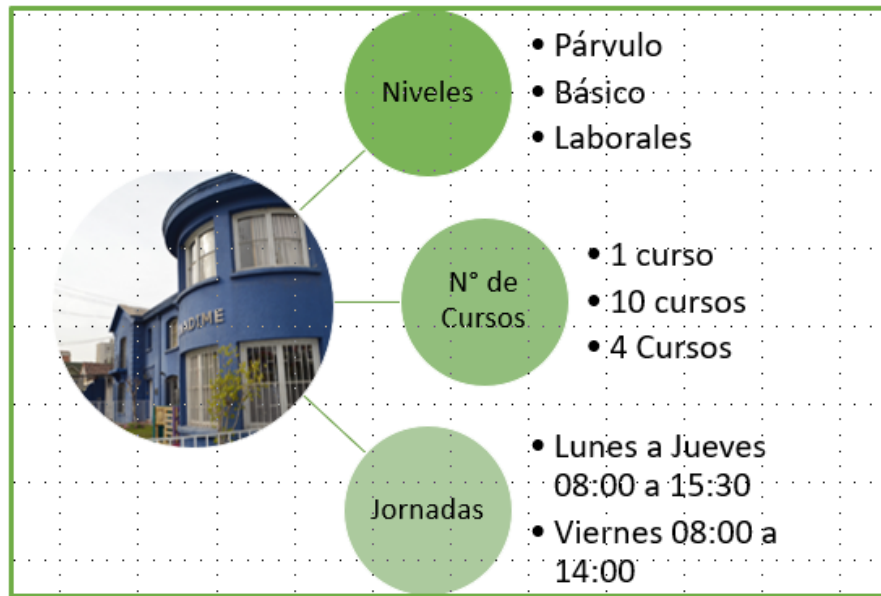 Niveles
• Párvulo
• Básico
• Laborales
ADIME
N° de
Cursos
• 1 curso
• 10 cursos
• 4 Cursos
Jornadas
• Lunes a Jueves
08:00 a 15:30
• Viernes 08:00 a
14:00